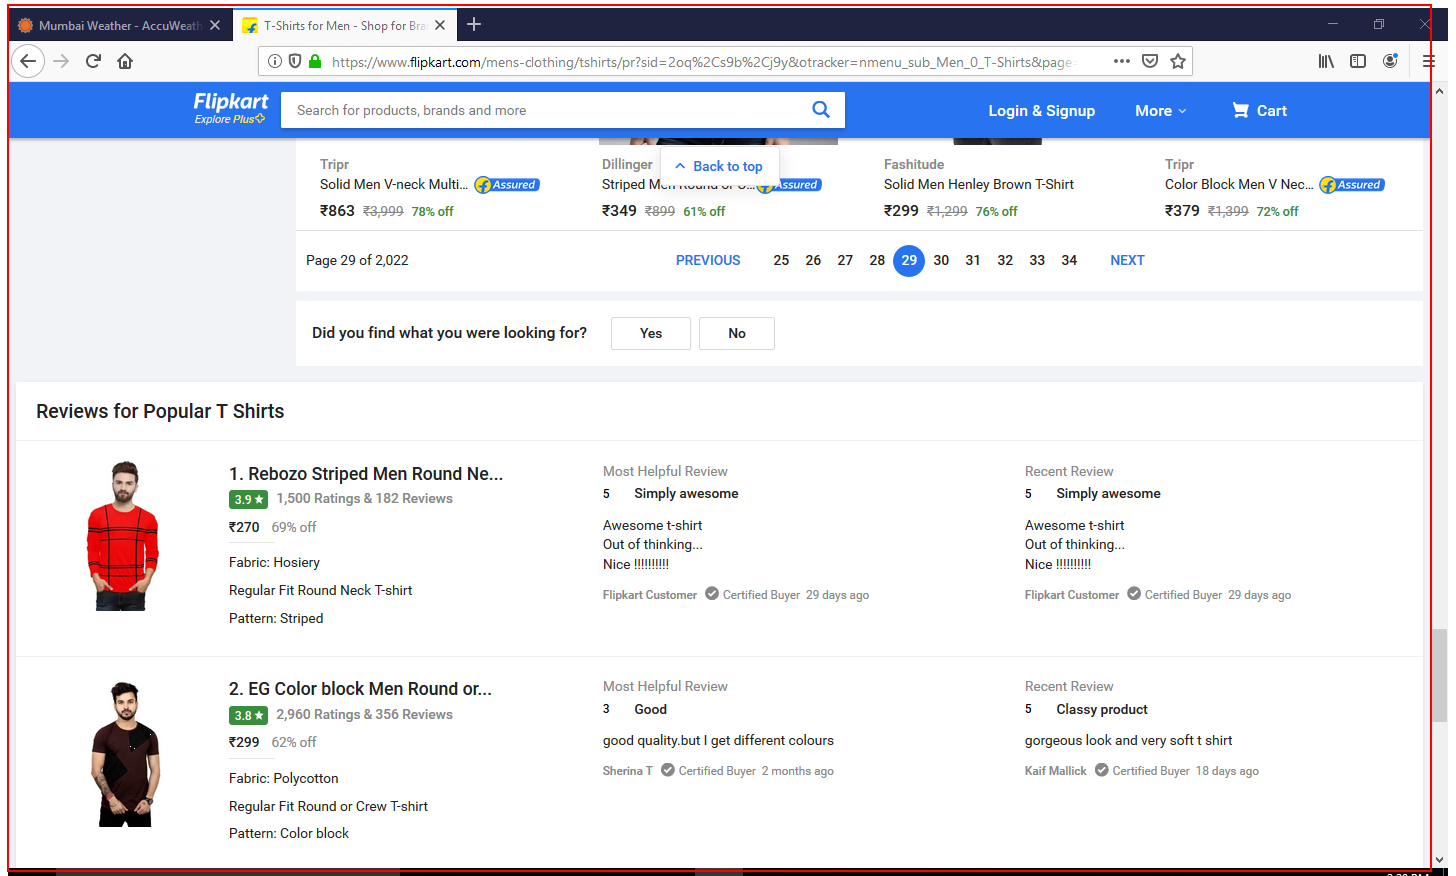 Mumbai Weather - AccuWeath
T-Shirts for Men - Shop for Bra
https://www.flipkart.com/mens-clothing/tshirts/pr?sid=2oq%2Cs9b%2Cj9y&otracker=nmenu_sub_Men_0_T-Shirts&page=
Flipkart
Explore Plus
Search for products, brands and more
Login & Signup
More
Cart
Back to top
Tripr
Dillinger
Fashitude
Tripr
Solid Men V-neck Multi... Assured
Striped Men Round or C... Assured
Solid Men Henley Brown T-Shirt
Color Block Men V Nec... Assured
₹863 ₹3,999 78% off
₹349 ₹899 61% off
₹299 ₹1,299 76% off
₹379 ₹1,399 72% off
Page 29 of 2,022
PREVIOUS 25 26 27 28 29 30 31 32 33 34 NEXT
Did you find what you were looking for?
Yes
No
Reviews for Popular T Shirts
1. Rebozo Striped Men Round Ne...
3.9 1,500 Ratings & 182 Reviews
₹270 69% off
Fabric: Hosiery
Regular Fit Round Neck T-shirt
Pattern: Striped
Most Helpful Review
5 Simply awesome
Awesome t-shirt
Out of thinking...
Nice !!!!!!!!!!
Flipkart Customer Certified Buyer 29 days ago
Recent Review
5 Simply awesome
Awesome t-shirt
Out of thinking...
Nice !!!!!!!!!!
Flipkart Customer Certified Buyer 29 days ago
2. EG Color block Men Round or...
3.8 2,960 Ratings & 356 Reviews
₹299 62% off
Fabric: Polycotton
Regular Fit Round or Crew T-shirt
Pattern: Color block
Most Helpful Review
3 Good
good quality.but I get different colours
Sherina T Certified Buyer 2 months ago
Recent Review
5 Classy product
gorgeous look and very soft t shirt
Kaif Mallick Certified Buyer 18 days ago